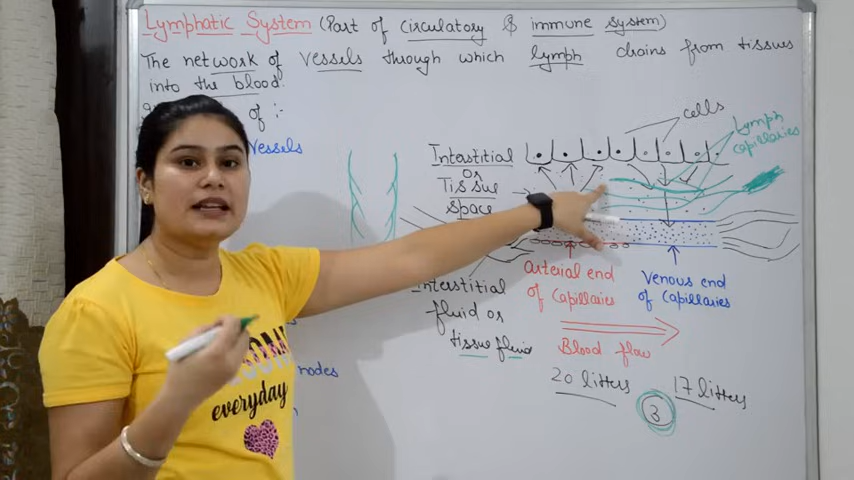 Lymphatic System (Part of Circulatory & immune System)
The network of vessels through which lymph drains from tissues
into the blood.
of :-
Vessels
nodes
cells
Lymph
capillaries
Interstitial
or
Tissue
Space
Interstitial
fluid or
tissue fluid
Arterial end
of Capillaries
Venous end
of Capillaries
Blood flow
20 litters
17 litters
3
everyday